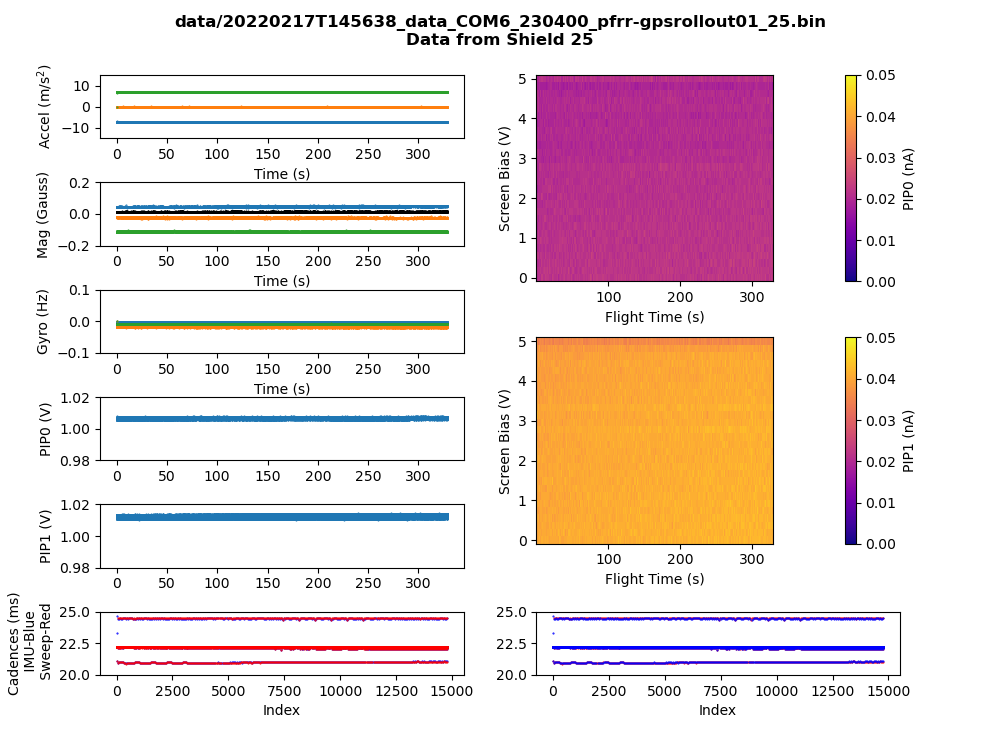 data/20220217T145638_data_COM6_230400_pfrr-gpsrollout01_25.bin
Data from Shield 25
Accel (m/s²)
10
0
−10
0 50 100 150 200 250 300
Time (s)
Mag (Gauss)
0.2
0.0
−0.2
0 50 100 150 200 250 300
Time (s)
Gyro (Hz)
0.1
0.0
−0.1
0 50 100 150 200 250 300
Time (s)
PIP0 (V)
1.02
1.00
0.98
0 50 100 150 200 250 300
PIP1 (V)
1.02
1.00
0.98
0 50 100 150 200 250 300
Cadences (ms)
IMU-Blue
Sweep-Red
25.0
22.5
20.0
0 2500 5000 7500 10000 12500 15000
Index
Screen Bias (V)
5
4
3
2
1
0
100 200 300
Flight Time (s)
0.05
0.04
0.03
0.02
0.01
0.00
PIP0 (nA)
Screen Bias (V)
5
4
3
2
1
0
100 200 300
Flight Time (s)
0.05
0.04
0.03
0.02
0.01
0.00
PIP1 (nA)
25.0
22.5
20.0
0 2500 5000 7500 10000 12500 15000
Index